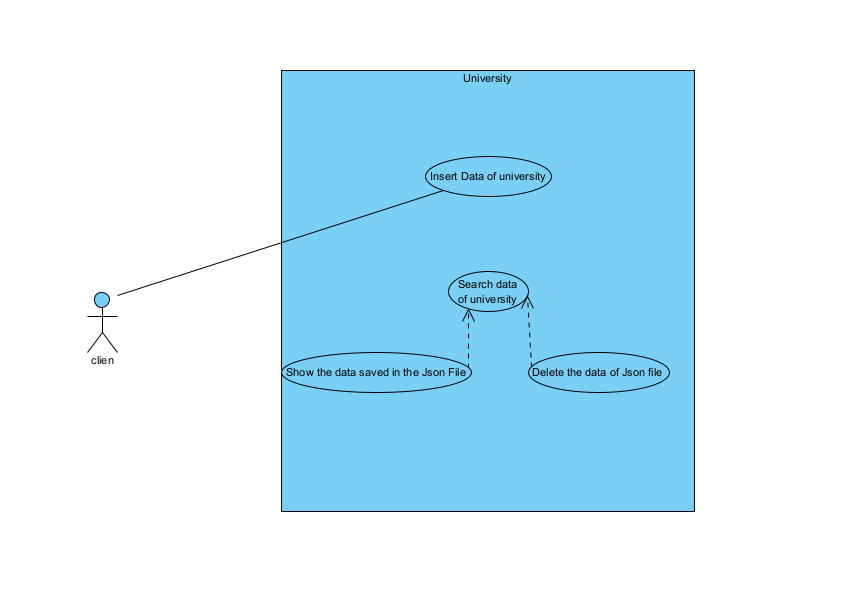 University
Insert Data of university
Search data
of university
clien
Show the data saved in the Json File
Delete the data of Json file